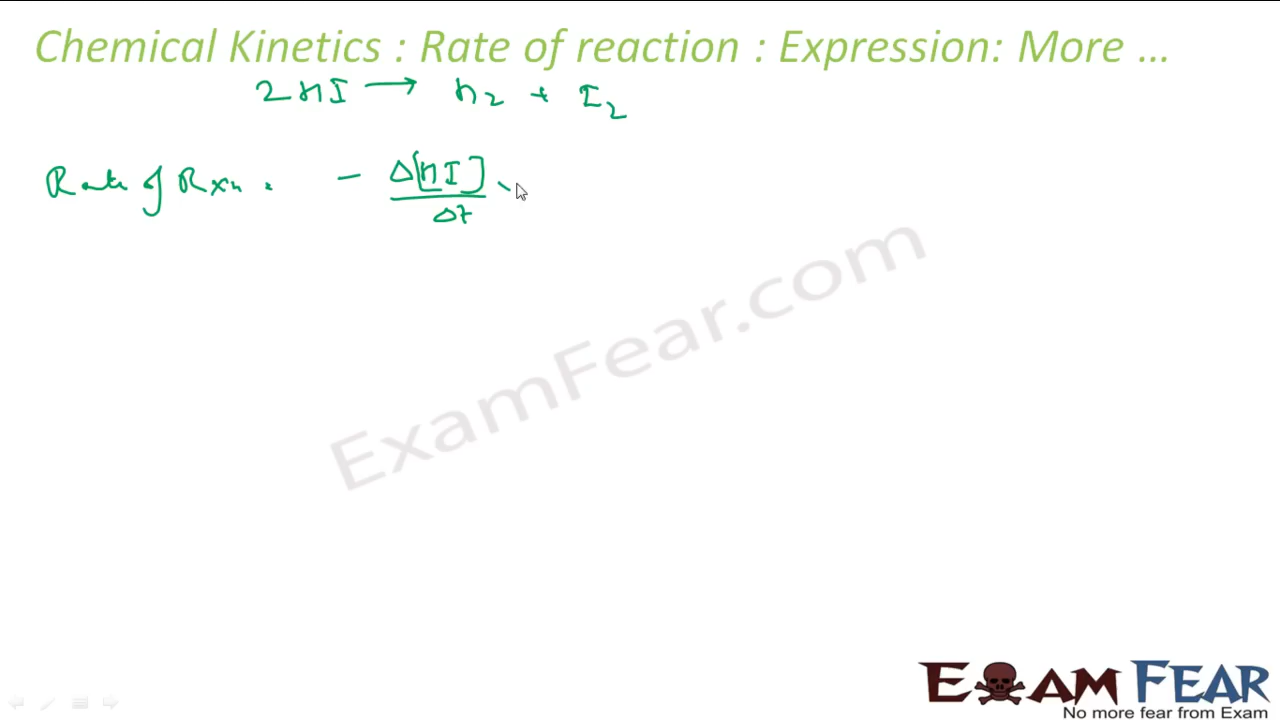 Chemical Kinetics : Rate of reaction : Expression: More ...
2HI → H2 + I2
Rate of Rxn = - Δ[HI]
Δt
ExamFear.com
EXAM FEAR
No more fear from Exam